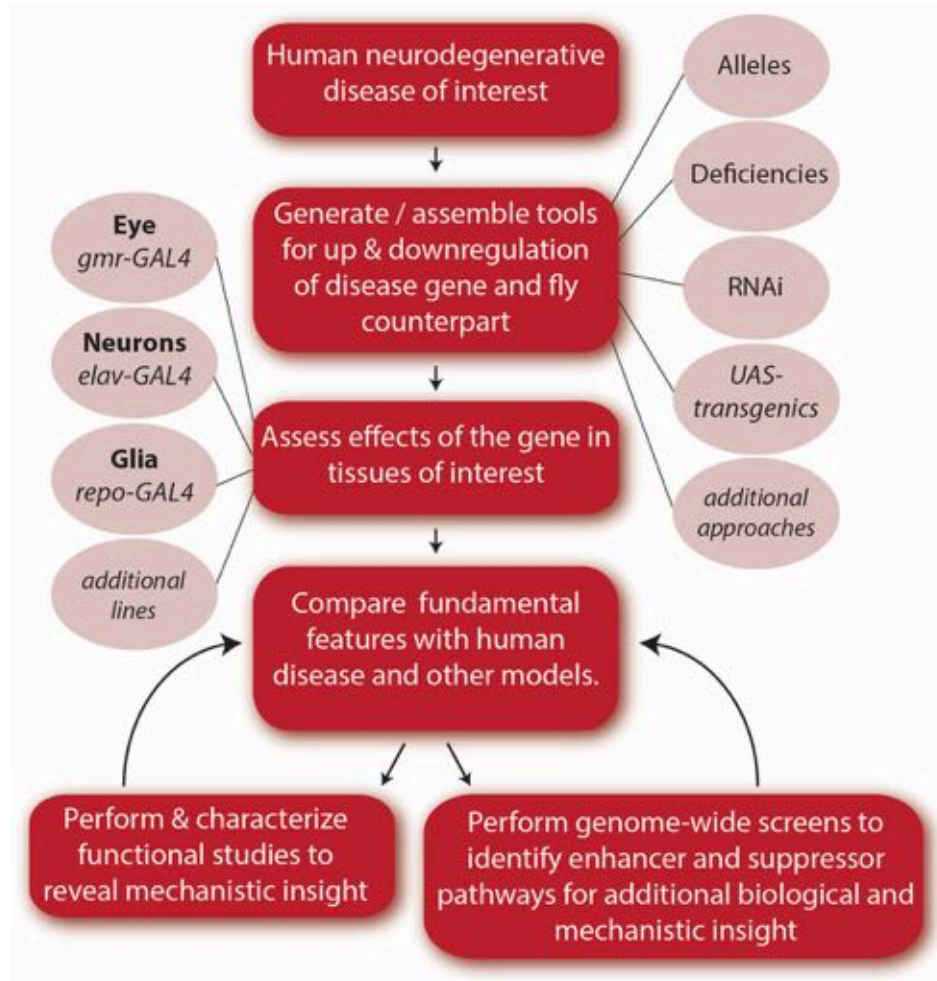 Human neurodegenerative
disease of interest
Alleles
Deficiencies
RNAi
UAS-
transgenics
additional
approaches
Generate / assemble tools
for up & downregulation
of disease gene and fly
counterpart
Eye
gmr-GAL4
Neurons
elav-GAL4
Glia
repo-GAL4
additional
lines
Assess effects of the gene in
tissues of interest
Compare fundamental
features with human
disease and other models.
Perform & characterize
functional studies to
reveal mechanistic insight
Perform genome-wide screens to
identify enhancer and suppressor
pathways for additional biological and
mechanistic insight